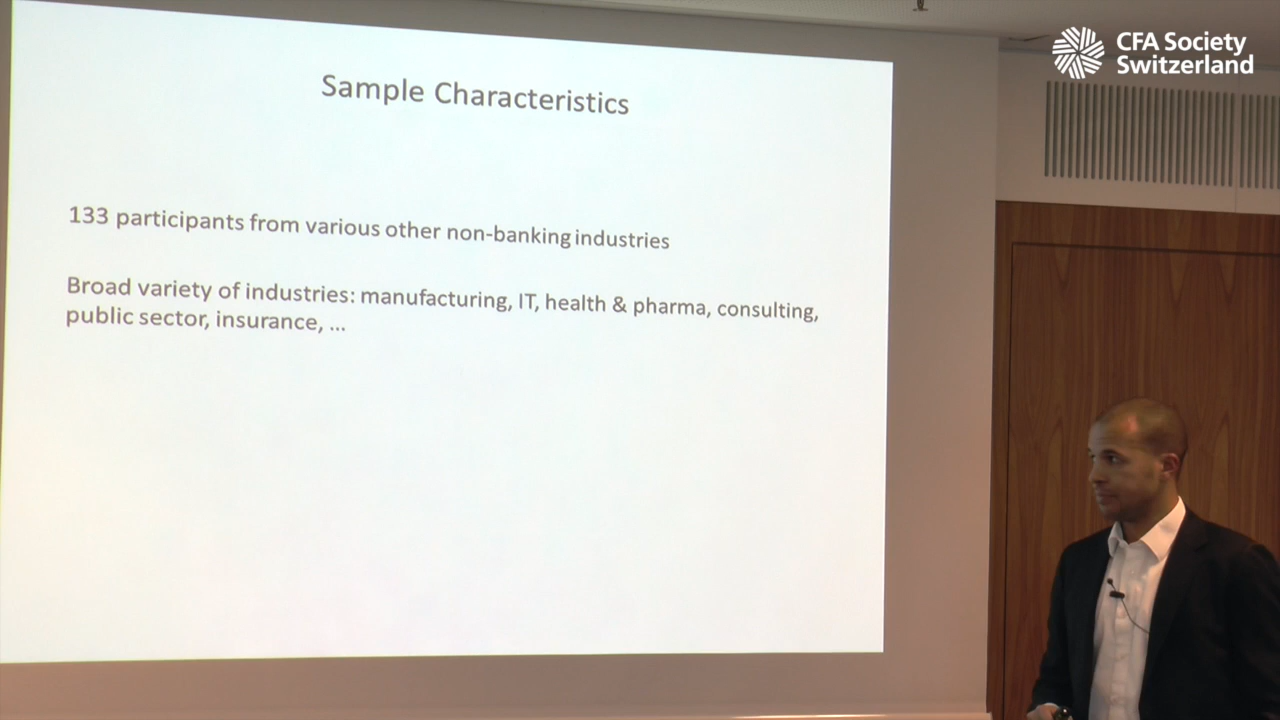 CFA Society
Switzerland
Sample Characteristics
133 participants from various other non-banking industries
Broad variety of industries: manufacturing, IT, health & pharma, consulting,
public sector, insurance, ...